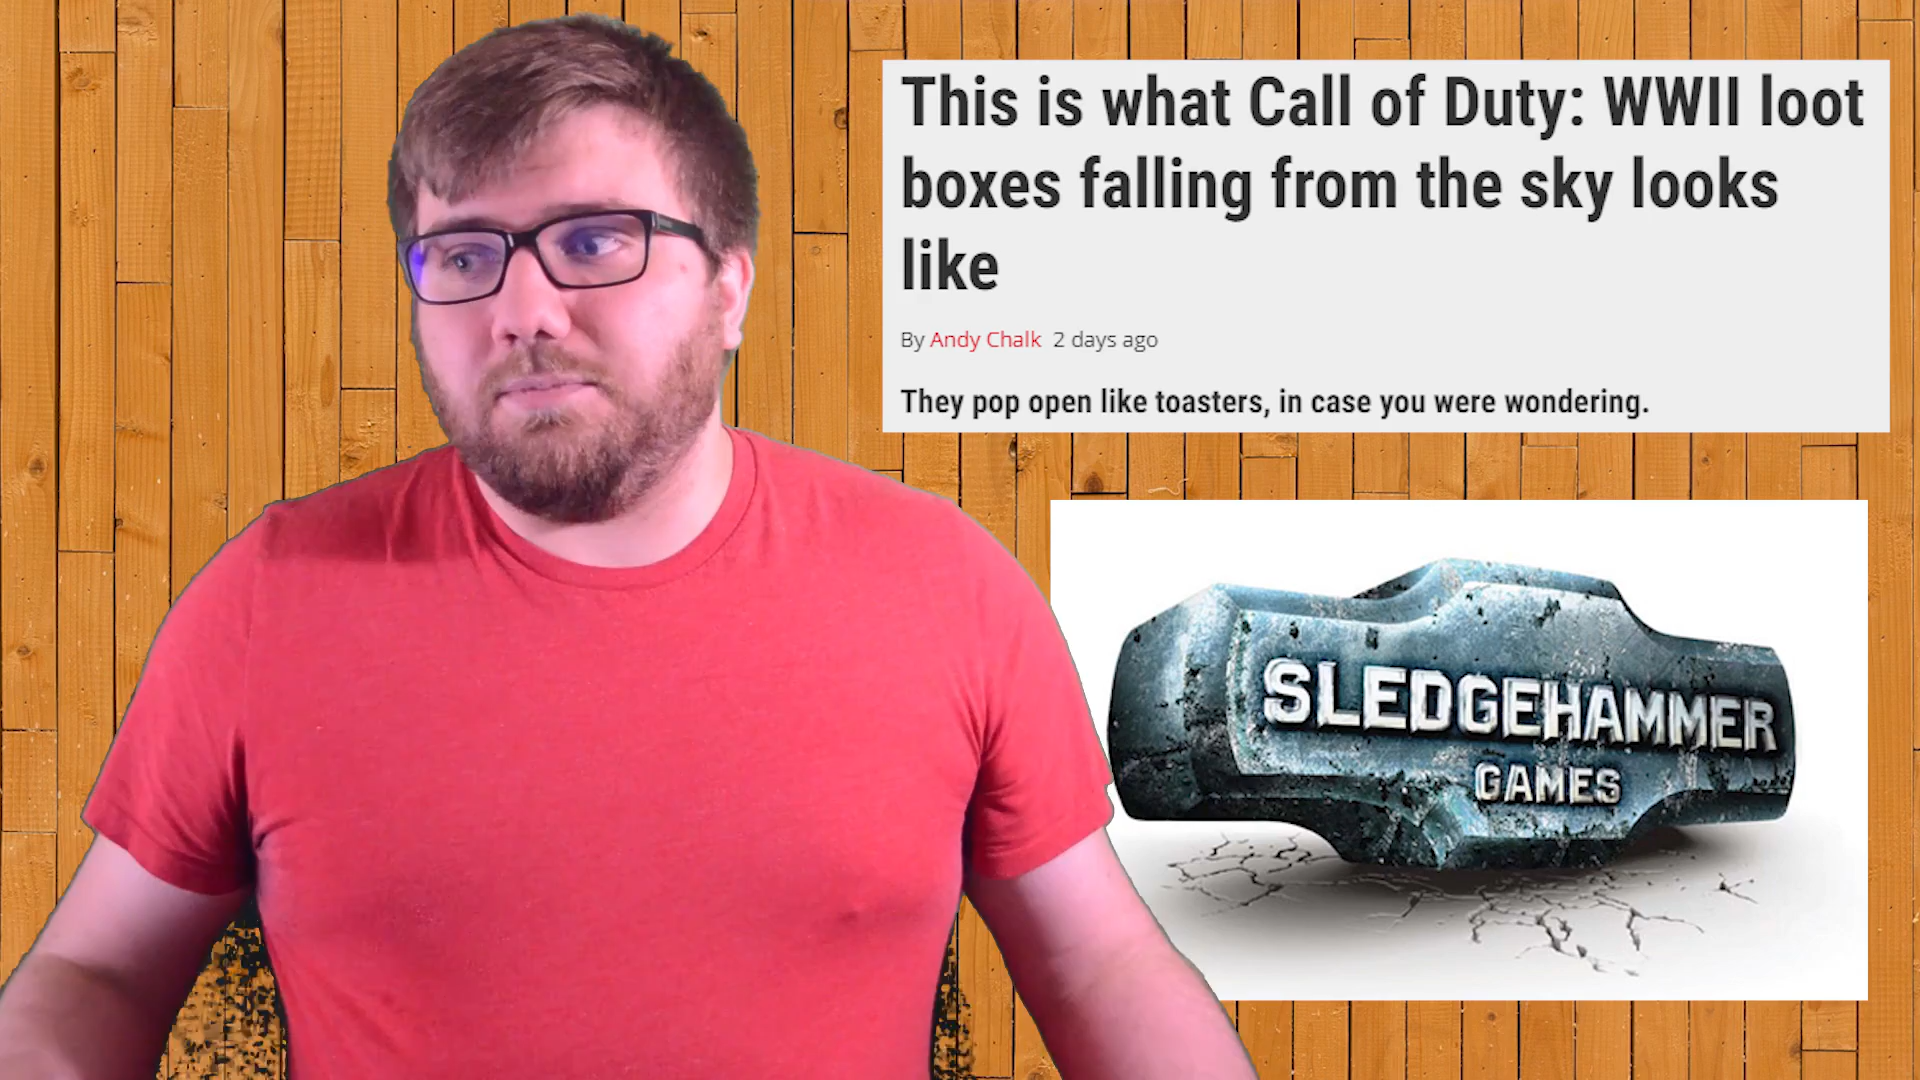 This is what Call of Duty: WWII loot
boxes falling from the sky looks
like
By Andy Chalk 2 days ago
They pop open like toasters, in case you were wondering.
SLEDGEHAMMER
GAMES